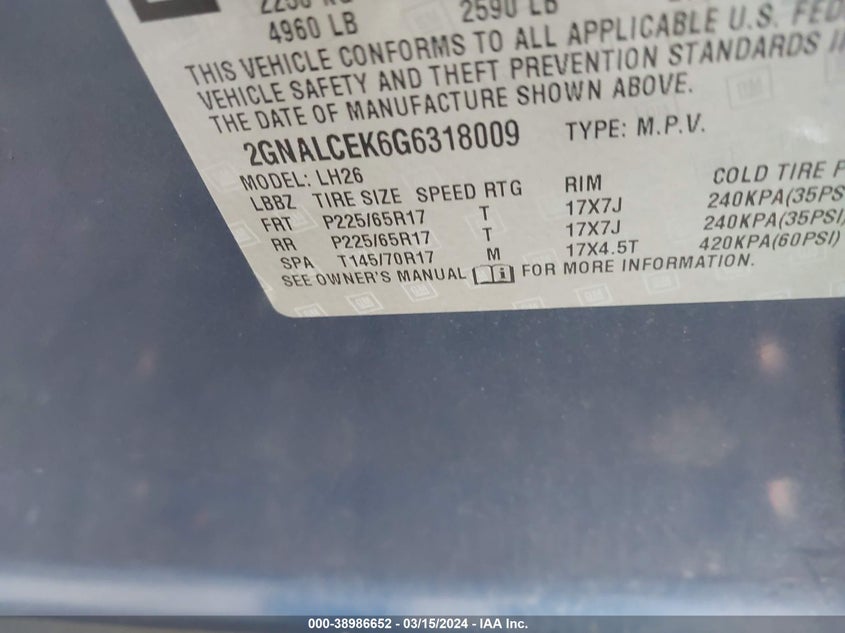 4960 LB 2590 LB
THIS VEHICLE CONFORMS TO ALL APPLICABLE U.S.
VEHICLE SAFETY AND THEFT PREVENTION STANDARDS
THE DATE OF MANUFACTURE SHOWN ABOVE.
2GNALCEK6G6318009 TYPE: M.P.V.
MODEL: LH26
LBBZ TIRE SIZE SPEED RTG RIM COLD TIRE
FRT P225/65R17 T 17X7J 240KPA(35PSI
RR P225/65R17 T 17X7J 240KPA(35PSI)
SPA T145/70R17 M 17X4.5T 420KPA(60PSI)
SEE OWNER'S MANUAL i FOR MORE INFORMATION.
000-38986652 - 03/15/2024 - IAA Inc.